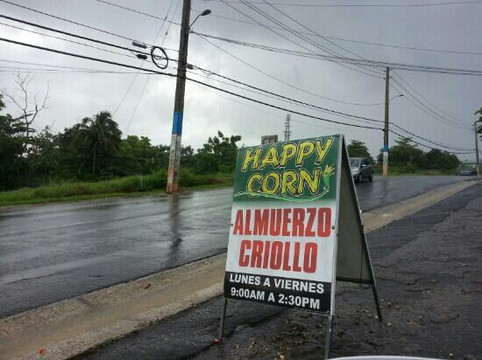 HAPPY
CORN
ALMUERZO
CRIOLLO
LUNES A VIERNES
9:00AM A 2:30PM